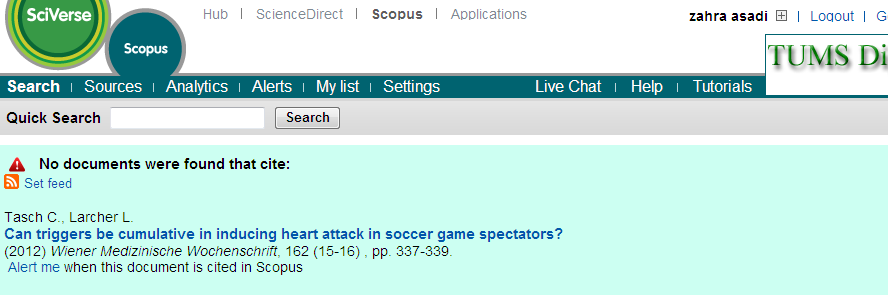 SciVerse
Scopus
Hub | ScienceDirect | Scopus | Applications
zahra asadi | Logout |
TUMS
Search | Sources | Analytics | Alerts | My list | Settings
Live Chat | Help | Tutorials
Quick Search Search
No documents were found that cite:
Set feed
Tasch C., Larcher L.
Can triggers be cumulative in inducing heart attack in soccer game spectators?
(2012) Wiener Medizinische Wochenschrift, 162 (15-16) , pp. 337-339.
Alert me when this document is cited in Scopus